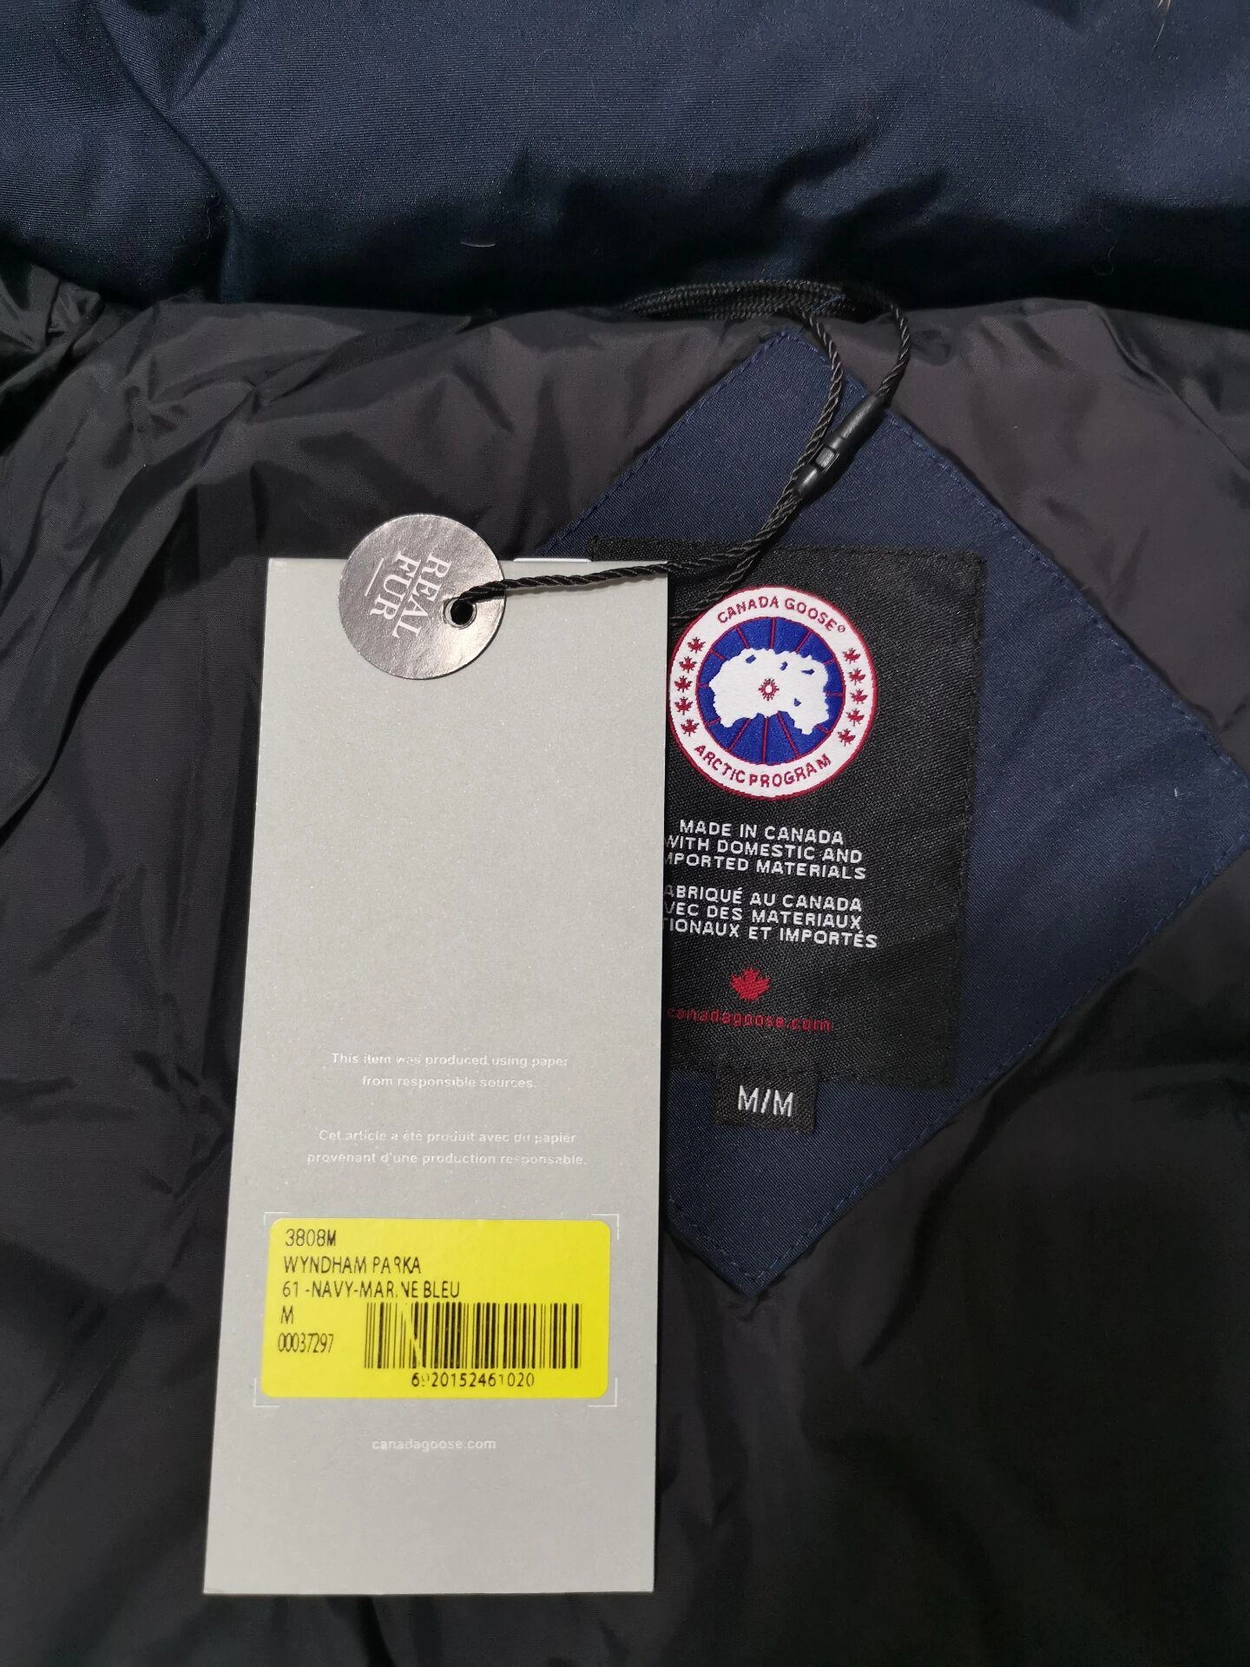 REAL
FUR
CANADA GOOSE®
ARCTIC PROGRAM
MADE IN CANADA
WITH DOMESTIC AND
MPORTED MATERIALS
ABRIQUÉ AU CANADA
VEC DES MATERIAUX
TIONAUX ET IMPORTÉS
canadagoose.com
M/M
This item was produced using paper
from responsible sources.
Cet article a été produit avec du papier
provenant d'une production responsable.
3808M
WYNDHAM PARKA
61 -NAVY-MARINE BLEU
M
00037297
canadagoose.com